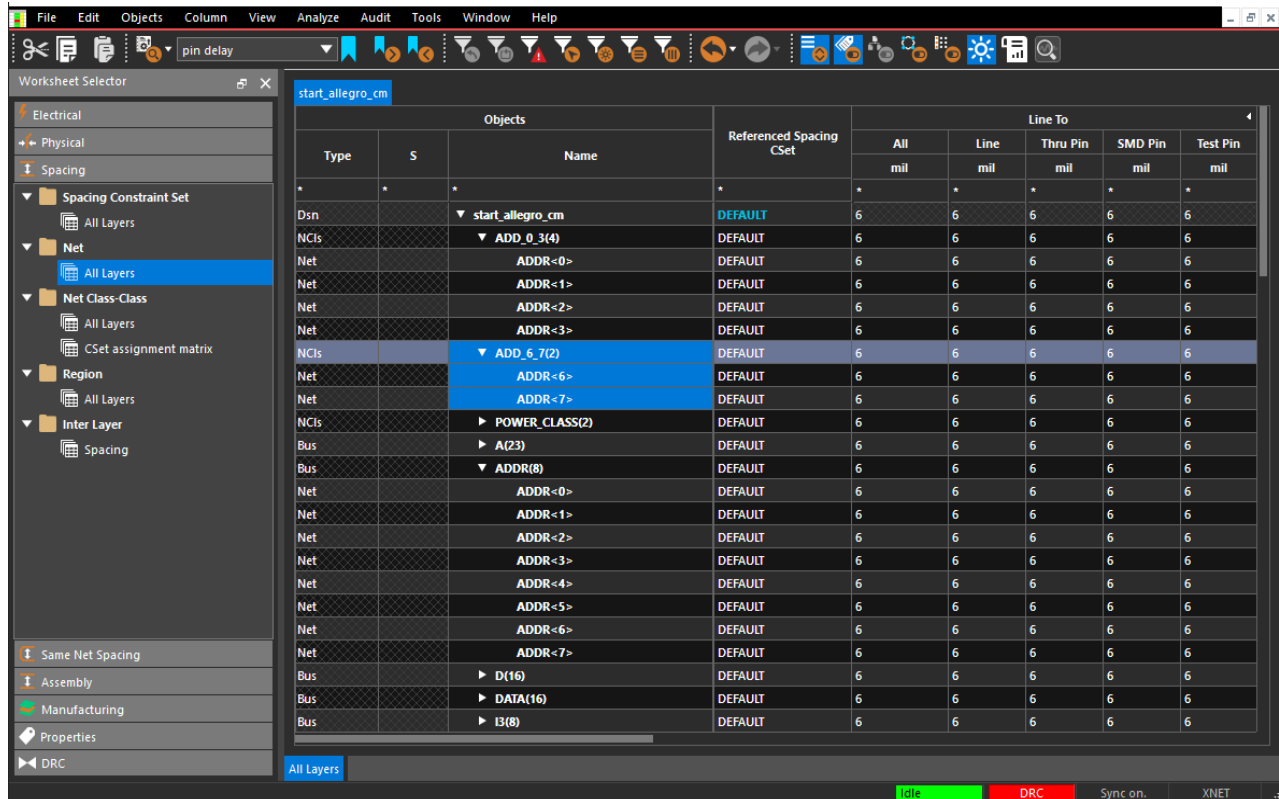 File Edit Objects Column View Analyze Audit Tools Window Help
pin delay
Worksheet Selector
Electrical
Physical
Spacing
Spacing Constraint Set
All Layers
Net
All Layers
Net Class-Class
All Layers
CSet assignment matrix
Region
All Layers
Inter Layer
Spacing
Same Net Spacing
Assembly
Manufacturing
Properties
DRC
start_allegro_cm
Objects Referenced Spacing CSet Line To
Type S Name All Line Thru Pin SMD Pin Test Pin
mil mil mil mil mil
* * * * * * * * *
Dsn start_allegro_cm DEFAULT 6 6 6 6 6
NCls ADD_0_3(4) DEFAULT 6 6 6 6 6
Net ADDR<0> DEFAULT 6 6 6 6 6
Net ADDR<1> DEFAULT 6 6 6 6 6
Net ADDR<2> DEFAULT 6 6 6 6 6
Net ADDR<3> DEFAULT 6 6 6 6 6
NCls ADD_6_7(2) DEFAULT 6 6 6 6 6
Net ADDR<6> DEFAULT 6 6 6 6 6
Net ADDR<7> DEFAULT 6 6 6 6 6
NCls POWER_CLASS(2) DEFAULT 6 6 6 6 6
Bus A(23) DEFAULT 6 6 6 6 6
Bus ADDR(8) DEFAULT 6 6 6 6 6
Net ADDR<0> DEFAULT 6 6 6 6 6
Net ADDR<1> DEFAULT 6 6 6 6 6
Net ADDR<2> DEFAULT 6 6 6 6 6
Net ADDR<3> DEFAULT 6 6 6 6 6
Net ADDR<4> DEFAULT 6 6 6 6 6
Net ADDR<5> DEFAULT 6 6 6 6 6
Net ADDR<6> DEFAULT 6 6 6 6 6
Net ADDR<7> DEFAULT 6 6 6 6 6
Bus D(16) DEFAULT 6 6 6 6 6
Bus DATA(16) DEFAULT 6 6 6 6 6
Bus I3(8) DEFAULT 6 6 6 6 6
All Layers
Idle DRC Sync on. XNET